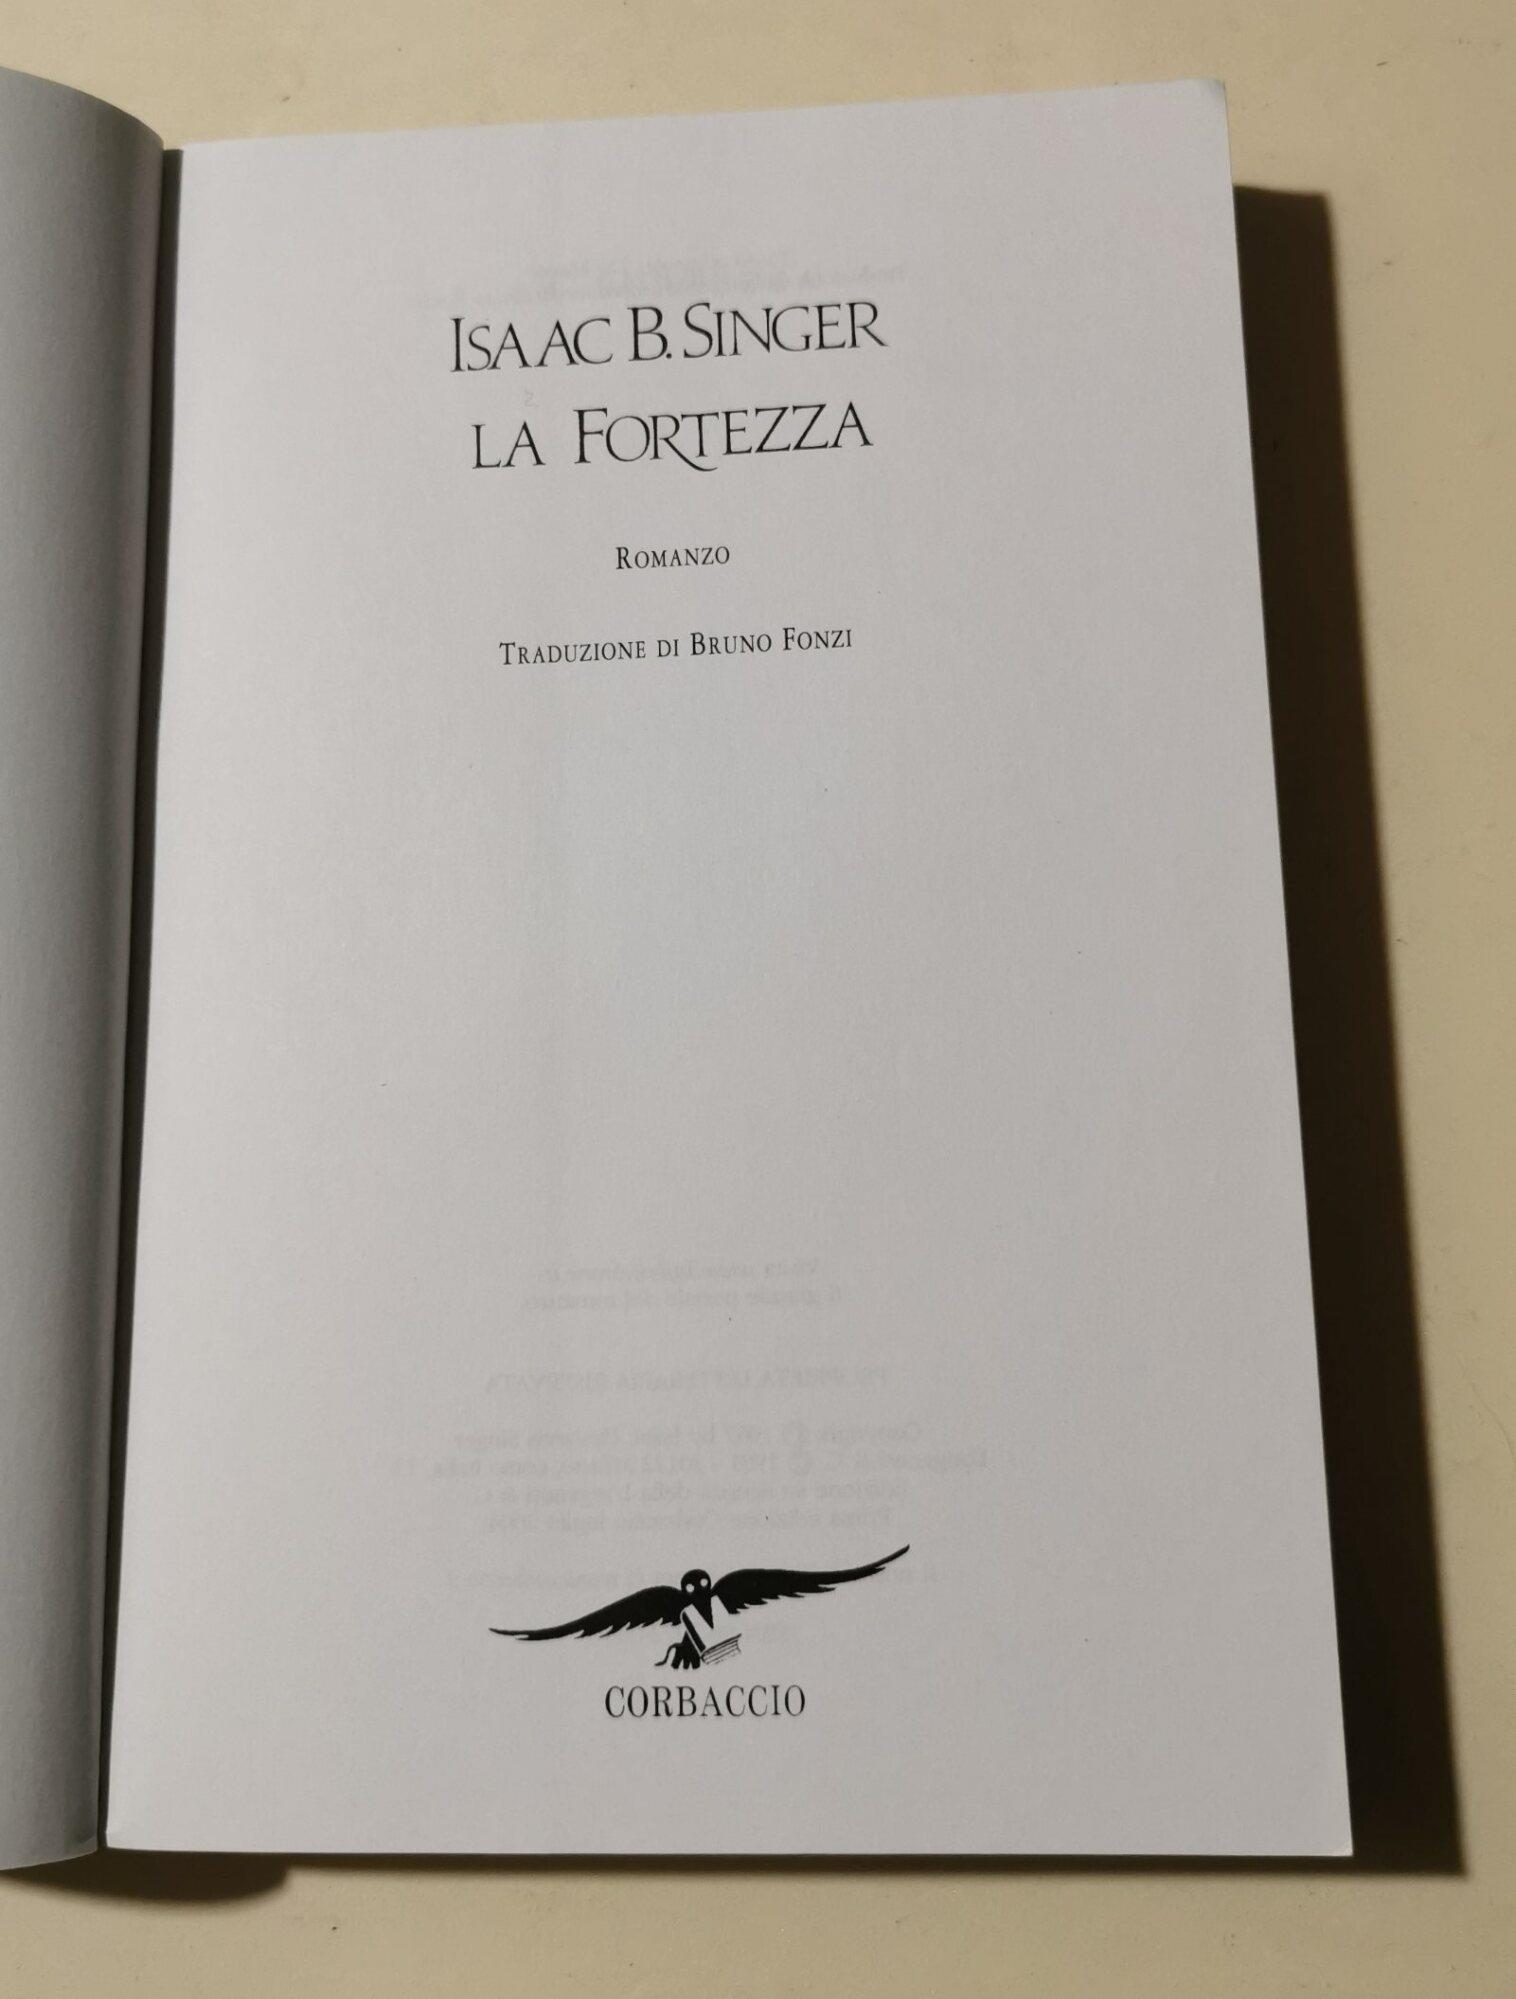 ISAAC B. SINGER
LA FORTEZZA
ROMANZO
TRADUZIONE DI BRUNO FONZI
CORBACCIO